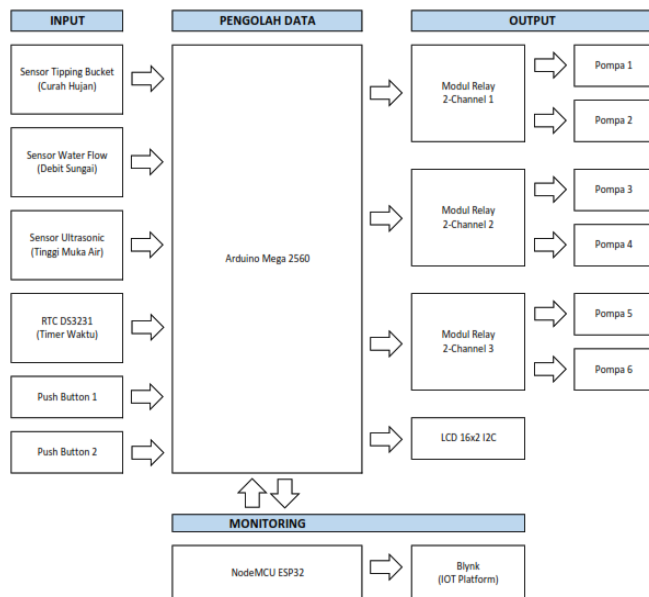 INPUT
PENGOLAH DATA
OUTPUT
Sensor Tipping Bucket
(Curah Hujan)
Sensor Water Flow
(Debit Sungai)
Sensor Ultrasonic
(Tinggi Muka Air)
RTC DS3231
(Timer Waktu)
Push Button 1
Push Button 2
Arduino Mega 2560
Modul Relay
2-Channel 1
Modul Relay
2-Channel 2
Modul Relay
2-Channel 3
LCD 16x2 I2C
Pompa 1
Pompa 2
Pompa 3
Pompa 4
Pompa 5
Pompa 6
MONITORING
NodeMCU ESP32
Blynk
(IOT Platform)